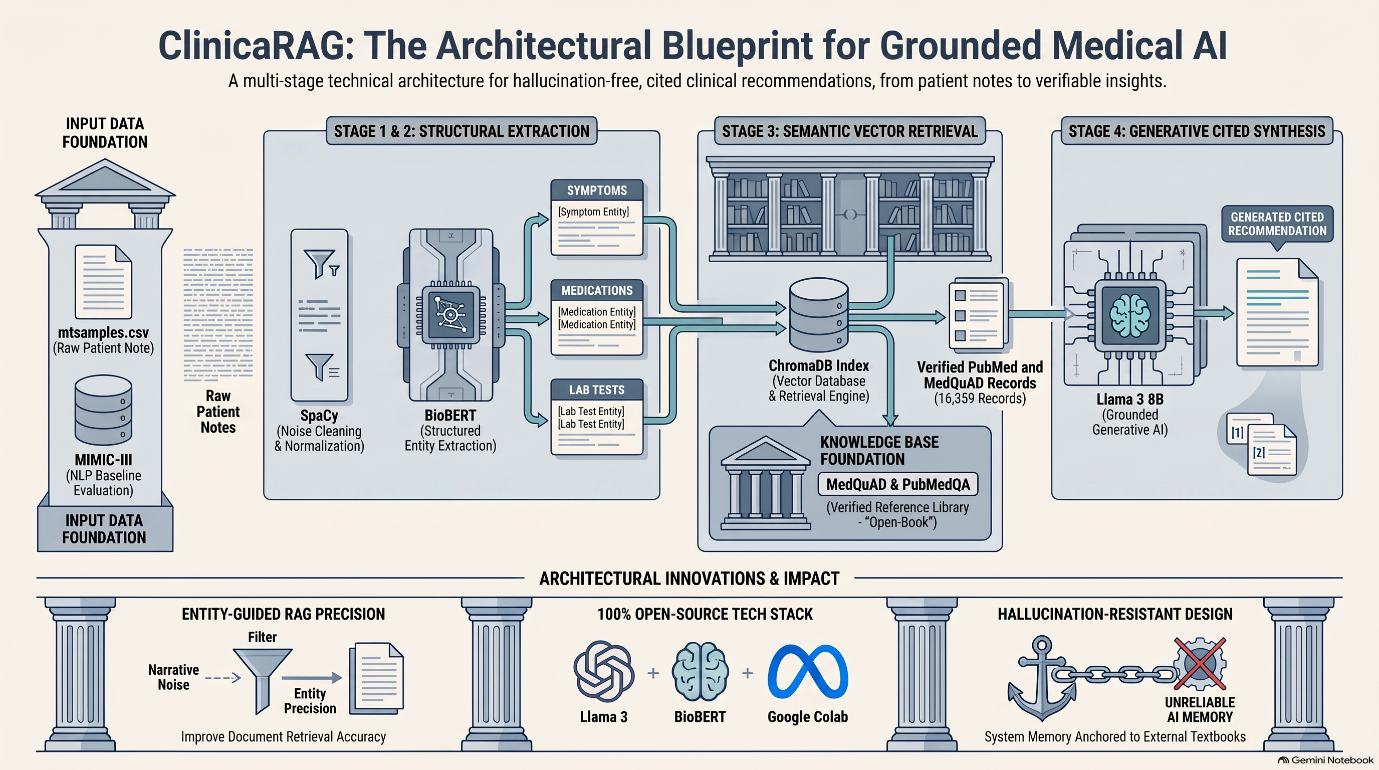 ClinicaRAG: The Architectural Blueprint for Grounded Medical AI
A multi-stage technical architecture for hallucination-free, cited clinical recommendations, from patient notes to verifiable insights.
INPUT DATA
FOUNDATION
mtsamples.csv
(Raw Patient Note)
MIMIC-III
(NLP Baseline
Evaluation)
INPUT DATA
FOUNDATION
Raw
Patient
Notes
STAGE 1 & 2: STRUCTURAL EXTRACTION
SpaCy
(Noise Cleaning
& Normalization)
BioBERT
(Structured
Entity Extraction)
SYMPTOMS
[Symptom Entity]
MEDICATIONS
[Medication Entity]
[Medication Entity]
LAB TESTS
[Lab Test Entity]
[Lab Test Entity]
STAGE 3: SEMANTIC VECTOR RETRIEVAL
ChromaDB Index
(Vector Database
& Retrieval Engine)
Verified PubMed and
MedQuAD Records
(16,359 Records)
KNOWLEDGE BASE
FOUNDATION
MedQuAD & PubMedQA
(Verified Reference Library
- "Open-Book")
STAGE 4: GENERATIVE CITED SYNTHESIS
Llama 3 8B
(Grounded
Generative AI)
GENERATED CITED
RECOMMENDATION
[1]
[2]
ARCHITECTURAL INNOVATIONS & IMPACT
ENTITY-GUIDED RAG PRECISION
Filter
Narrative
Noise
Entity
Precision
Improve Document Retrieval Accuracy
100% OPEN-SOURCE TECH STACK
+
+
Llama 3
BioBERT
Google Colab
HALLUCINATION-RESISTANT DESIGN
UNRELIABLE
AI MEMORY
System Memory Anchored to External Textbooks
Gemini Notebook